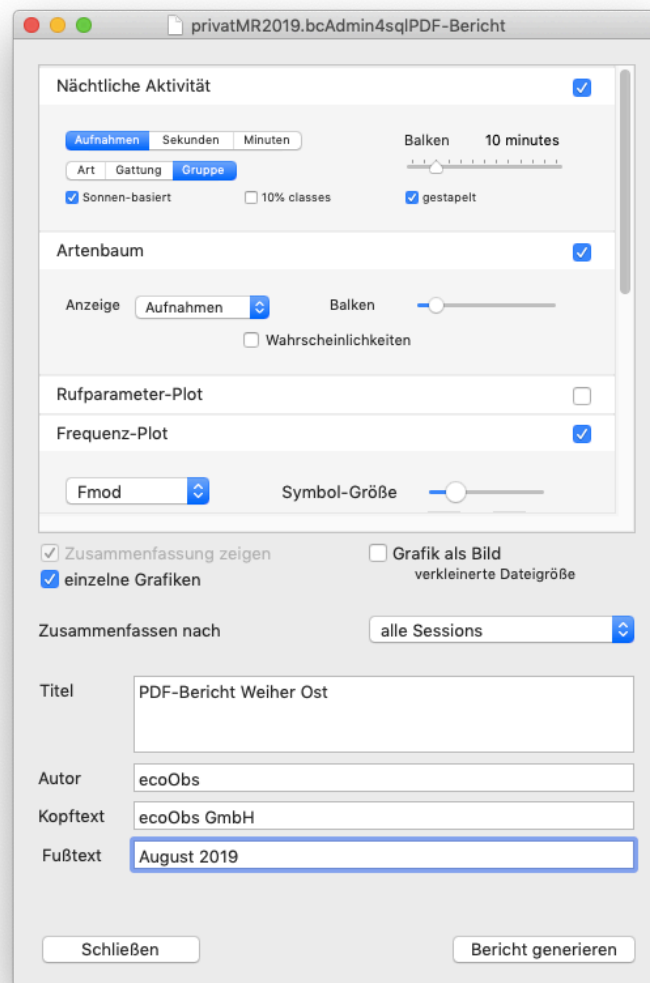 privatMR2019.bcAdmin4sqlPDF-Bericht
Nächtliche Aktivität
Aufnahmen Sekunden Minuten
Balken 10 minutes
Art Gattung Gruppe
Sonnen-basiert 10% classes gestapelt
Artenbaum
Anzeige Aufnahmen Balken
Wahrscheinlichkeiten
Rufparameter-Plot
Frequenz-Plot
Fmod Symbol-Größe
Zusammenfassung zeigen Grafik als Bild
einzelne Grafiken verkleinerte Dateigröße
Zusammenfassen nach alle Sessions
Titel PDF-Bericht Weiher Ost
Autor ecoObs
Kopftext ecoObs GmbH
Fußtext August 2019
Schließen Bericht generieren